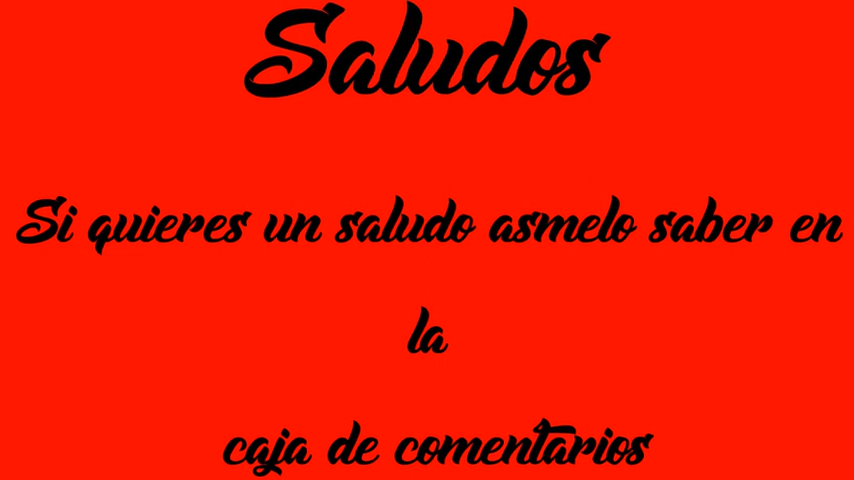 Saludos
Si quieres un saludo asmelo saber en
la
caja de comentarios